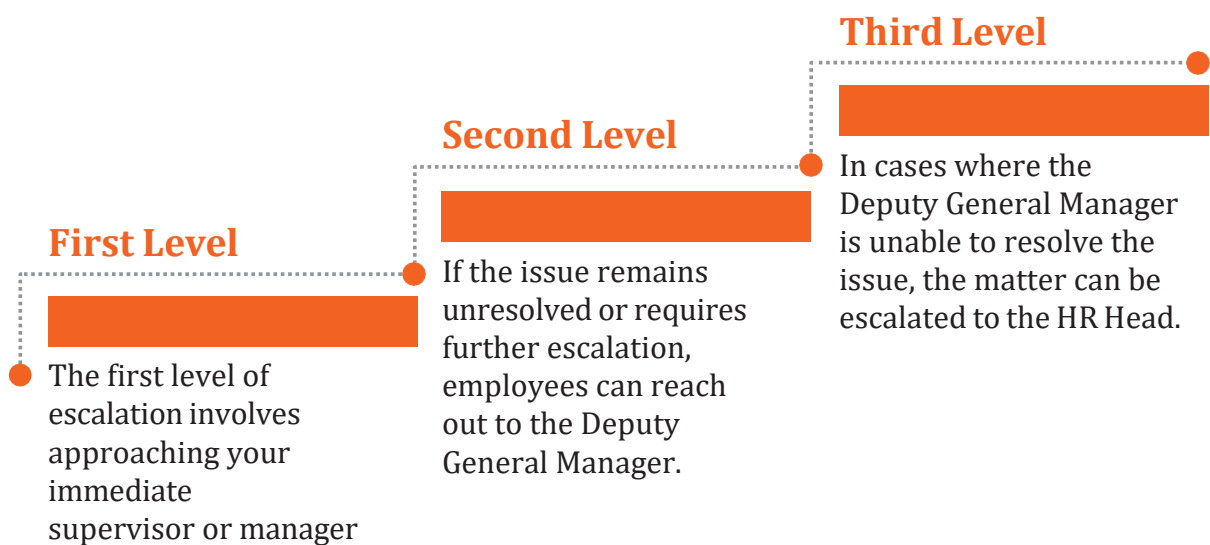 First Level
The first level of
escalation involves
approaching your
immediate
supervisor or manager
Second Level
If the issue remains
unresolved or requires
further escalation,
employees can reach
out to the Deputy
General Manager.
Third Level
In cases where the
Deputy General Manager
is unable to resolve the
issue, the matter can be
escalated to the HR Head.